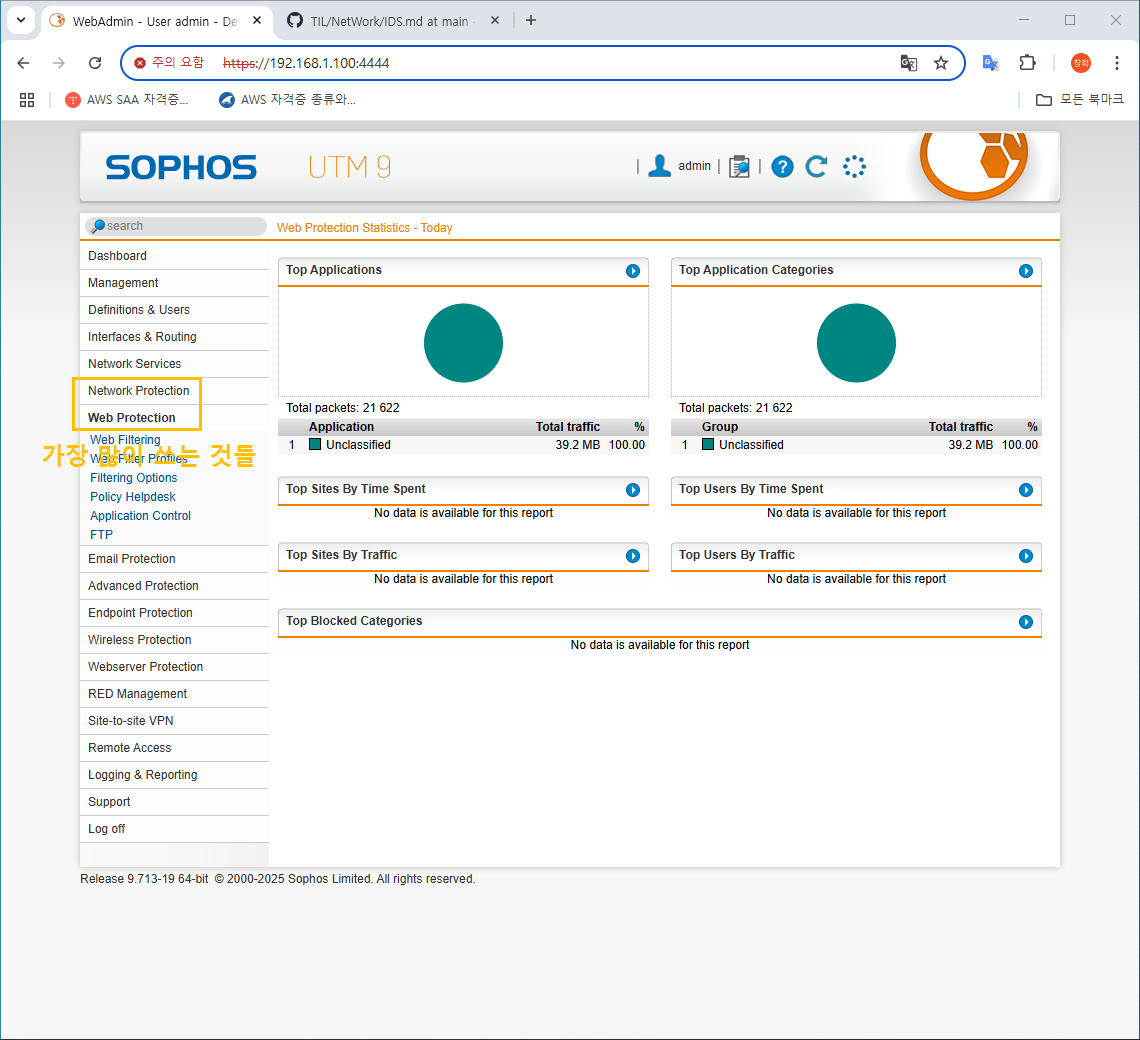 WebAdmin - User admin - De
TIL/NetWork/IDS.md at main
주의 요함 https://192.168.1.100:4444
창희
AWS SAA 자격증... AWS 자격증 종류와... 모든 북마크
SOPHOS UTM 9
| admin | | ?
search
Web Protection Statistics - Today
Dashboard
Management
Definitions & Users
Interfaces & Routing
Network Services
Network Protection
Web Protection
Web Filtering
가장 많이 쓰는 것들
Web Filter Profiles
Filtering Options
Policy Helpdesk
Application Control
FTP
Email Protection
Advanced Protection
Endpoint Protection
Wireless Protection
Webserver Protection
RED Management
Site-to-site VPN
Remote Access
Logging & Reporting
Support
Log off
Top Applications
Total packets: 21 622
Application Total traffic %
1 Unclassified 39.2 MB 100.00
Top Application Categories
Total packets: 21 622
Group Total traffic %
1 Unclassified 39.2 MB 100.00
Top Sites By Time Spent
No data is available for this report
Top Users By Time Spent
No data is available for this report
Top Sites By Traffic
No data is available for this report
Top Users By Traffic
No data is available for this report
Top Blocked Categories
No data is available for this report
Release 9.713-19 64-bit © 2000-2025 Sophos Limited. All rights reserved.